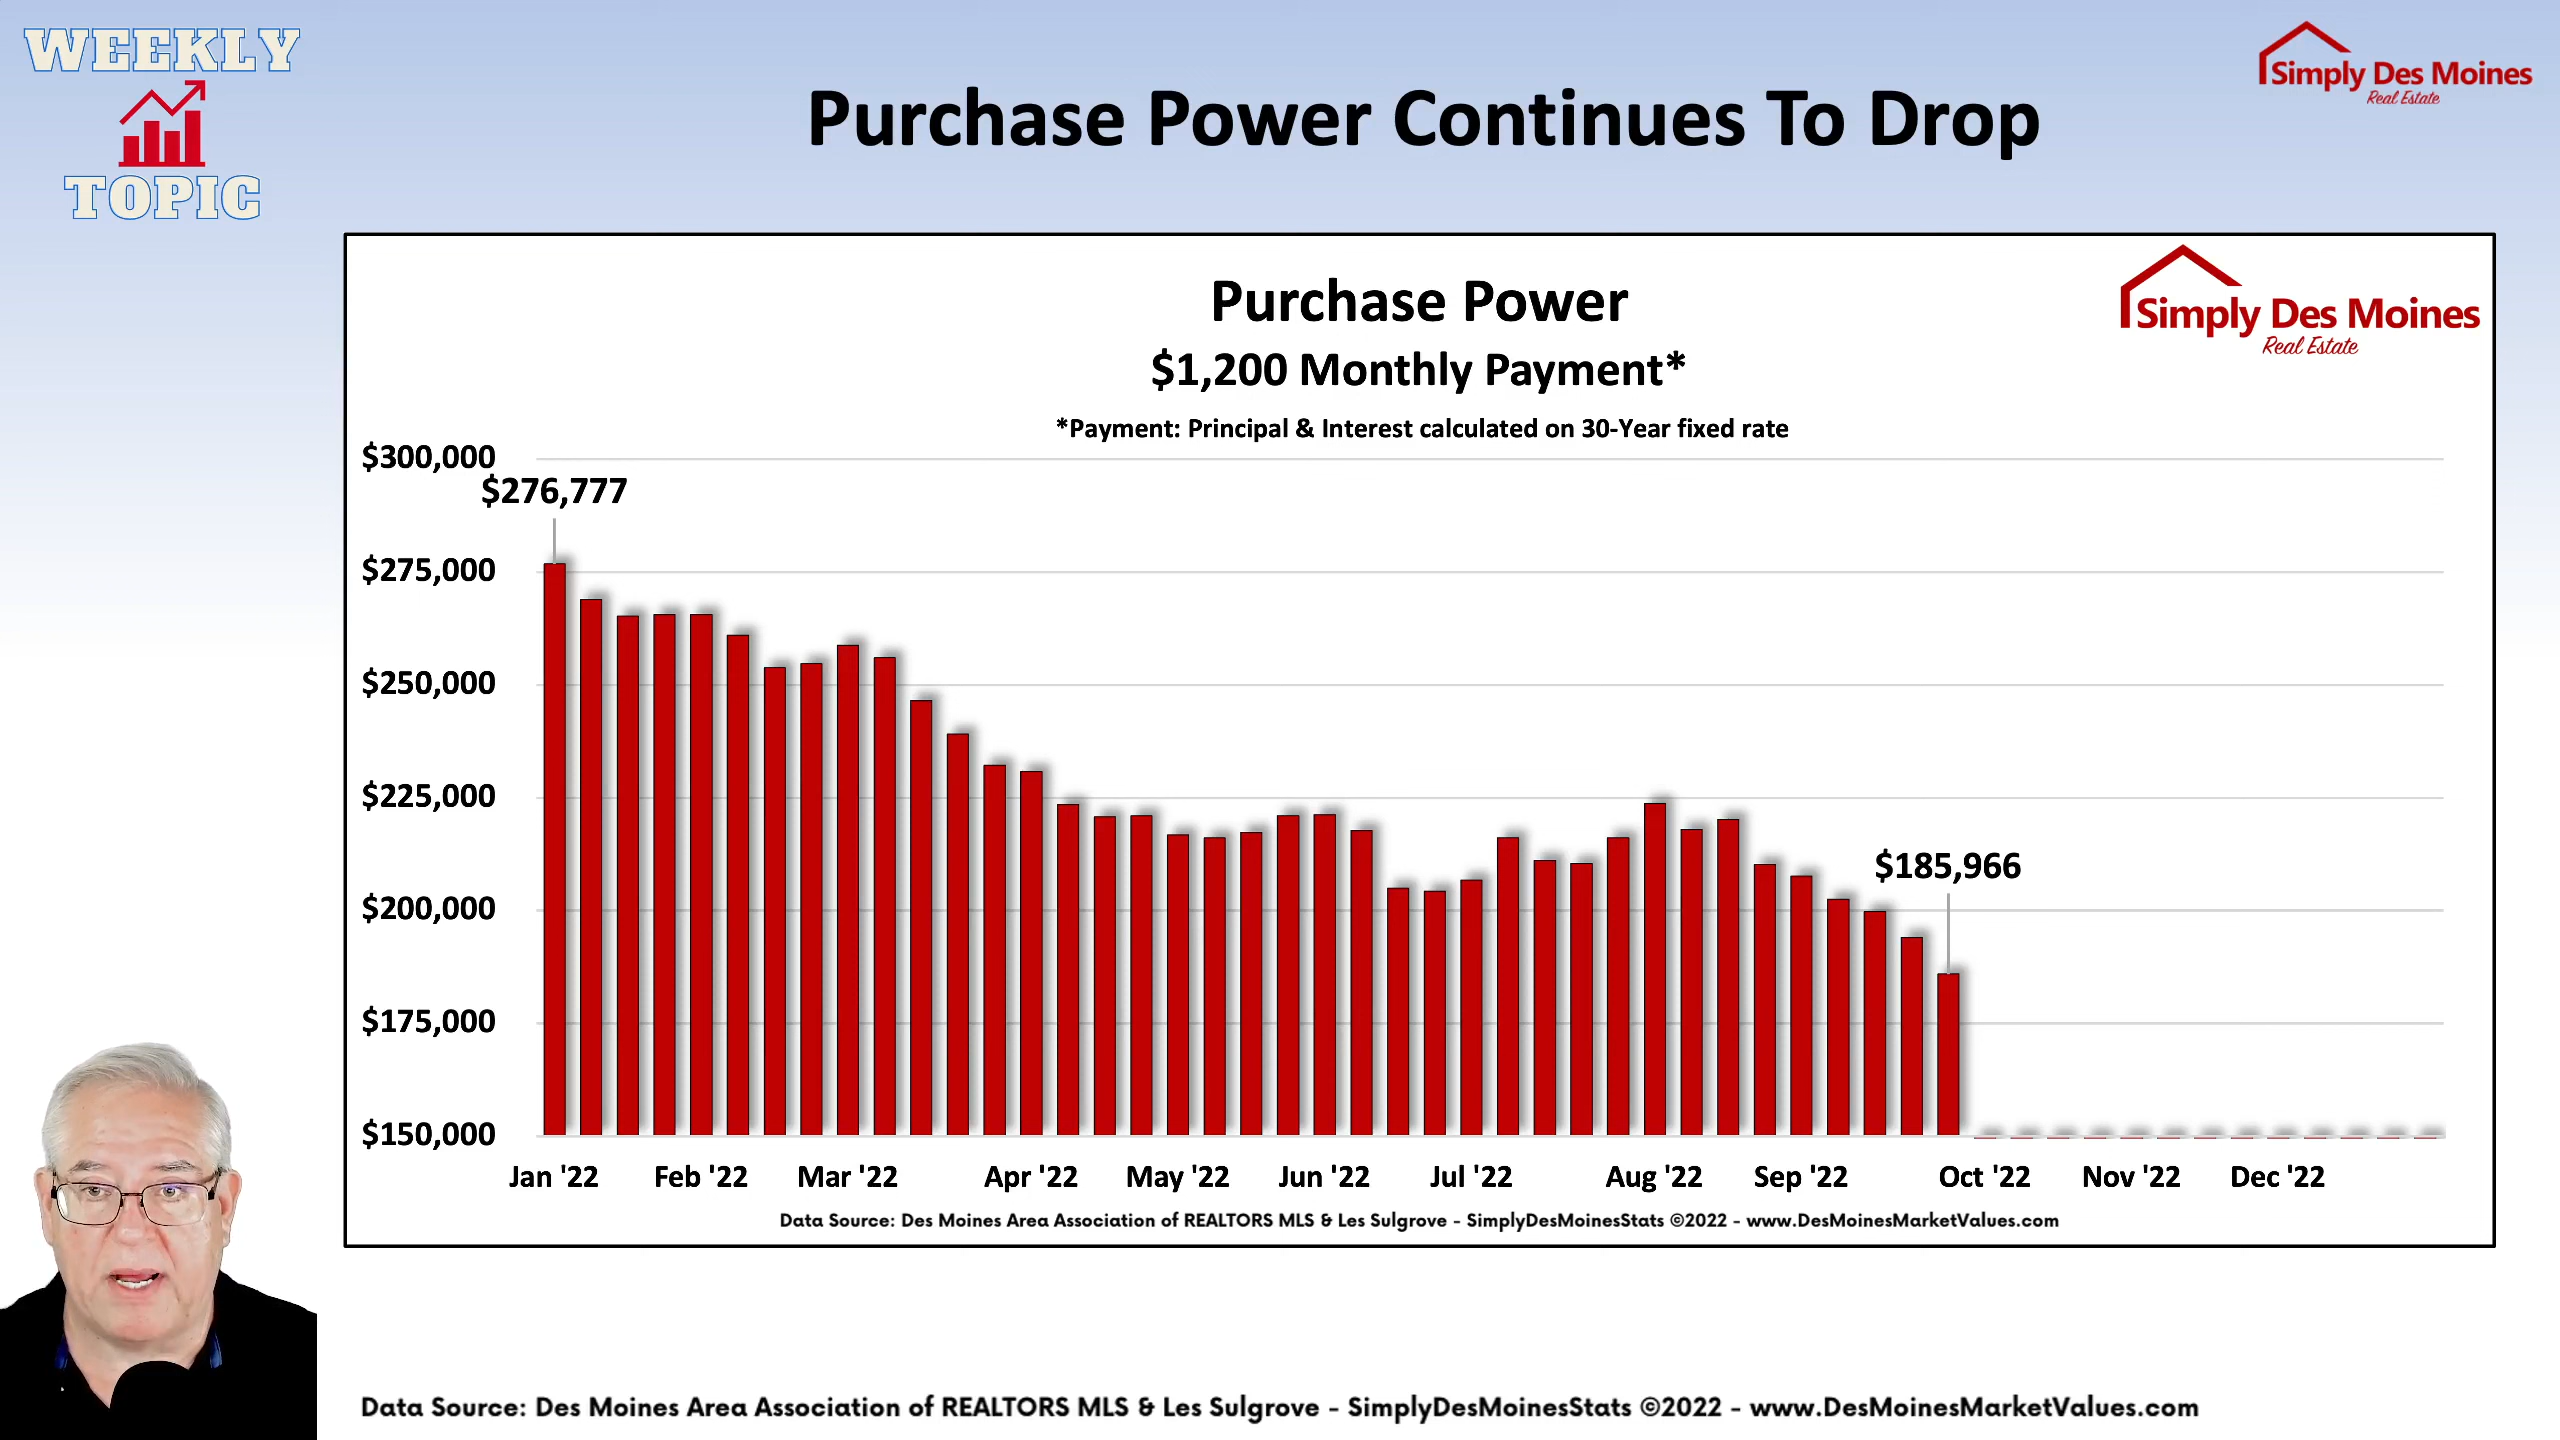 WEEKLY
TOPIC
Purchase Power Continues To Drop
Simply Des Moines
Real Estate
Purchase Power
$1,200 Monthly Payment*
*Payment: Principal & Interest calculated on 30-Year fixed rate
Simply Des Moines
Real Estate
$300,000
$276,777
$275,000
$250,000
$225,000
$185,966
$200,000
$175,000
$150,000
Jan '22 Feb '22 Mar '22 Apr '22 May '22 Jun '22 Jul '22 Aug '22 Sep '22 Oct '22 Nov '22 Dec '22
Data Source: Des Moines Area Association of REALTORS MLS & Les Sulgrove - SimplyDesMoinesStats ©2022 - www.DesMoinesMarketValues.com
Data Source: Des Moines Area Association of REALTORS MLS & Les Sulgrove - SimplyDesMoinesStats ©2022 - www.DesMoinesMarketValues.com